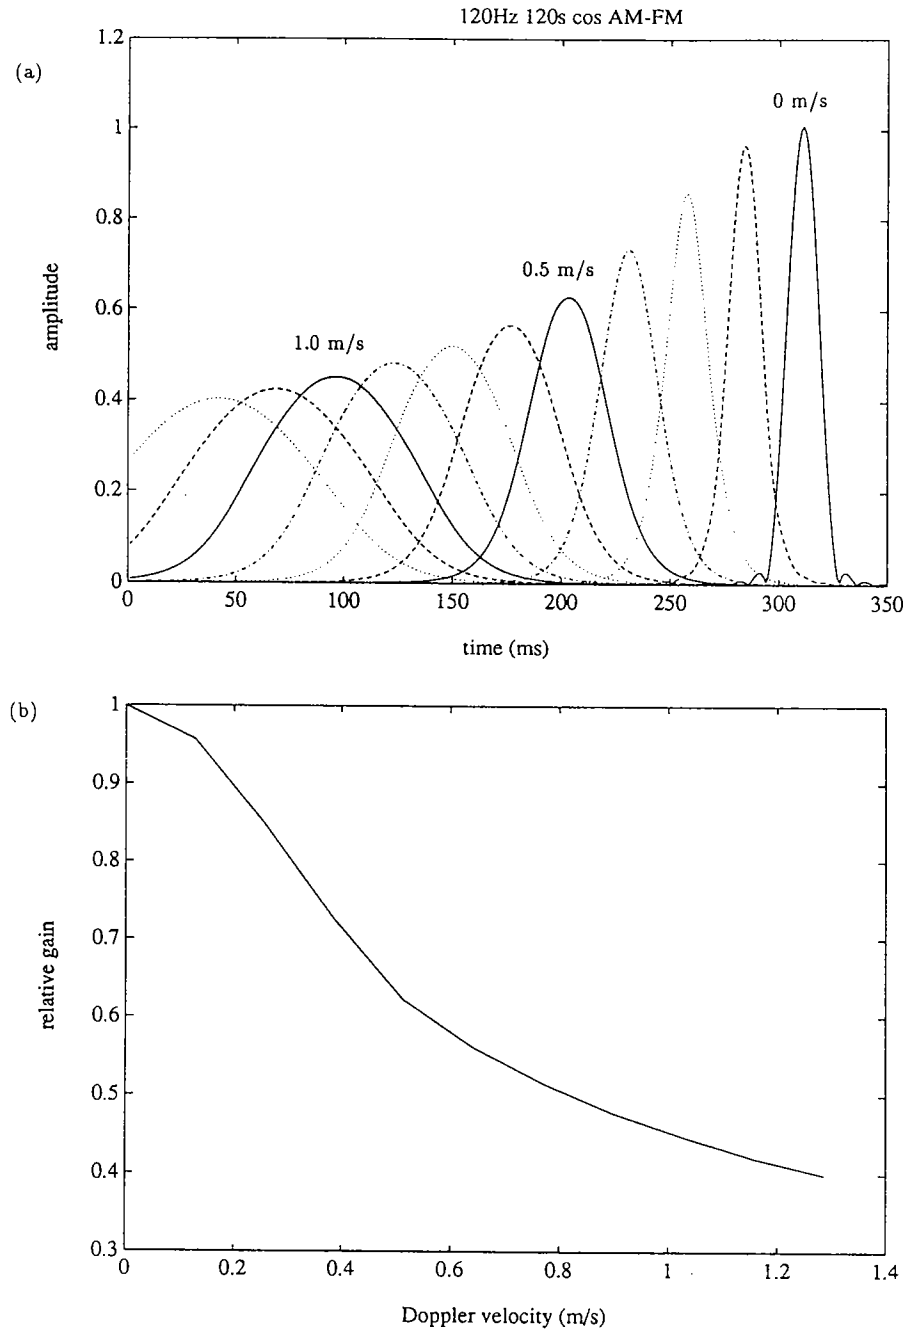 120Hz 120s cos AM-FM
(a)
1.2
1
0.8
0.6
0.4
0.2
0
amplitude
0 m/s
0.5 m/s
1.0 m/s
0 50 100 150 200 250 300 350
time (ms)
(b)
1
0.9
0.8
0.7
0.6
0.5
0.4
0.3
relative gain
0 0.2 0.4 0.6 0.8 1 1.2 1.4
Doppler velocity (m/s)